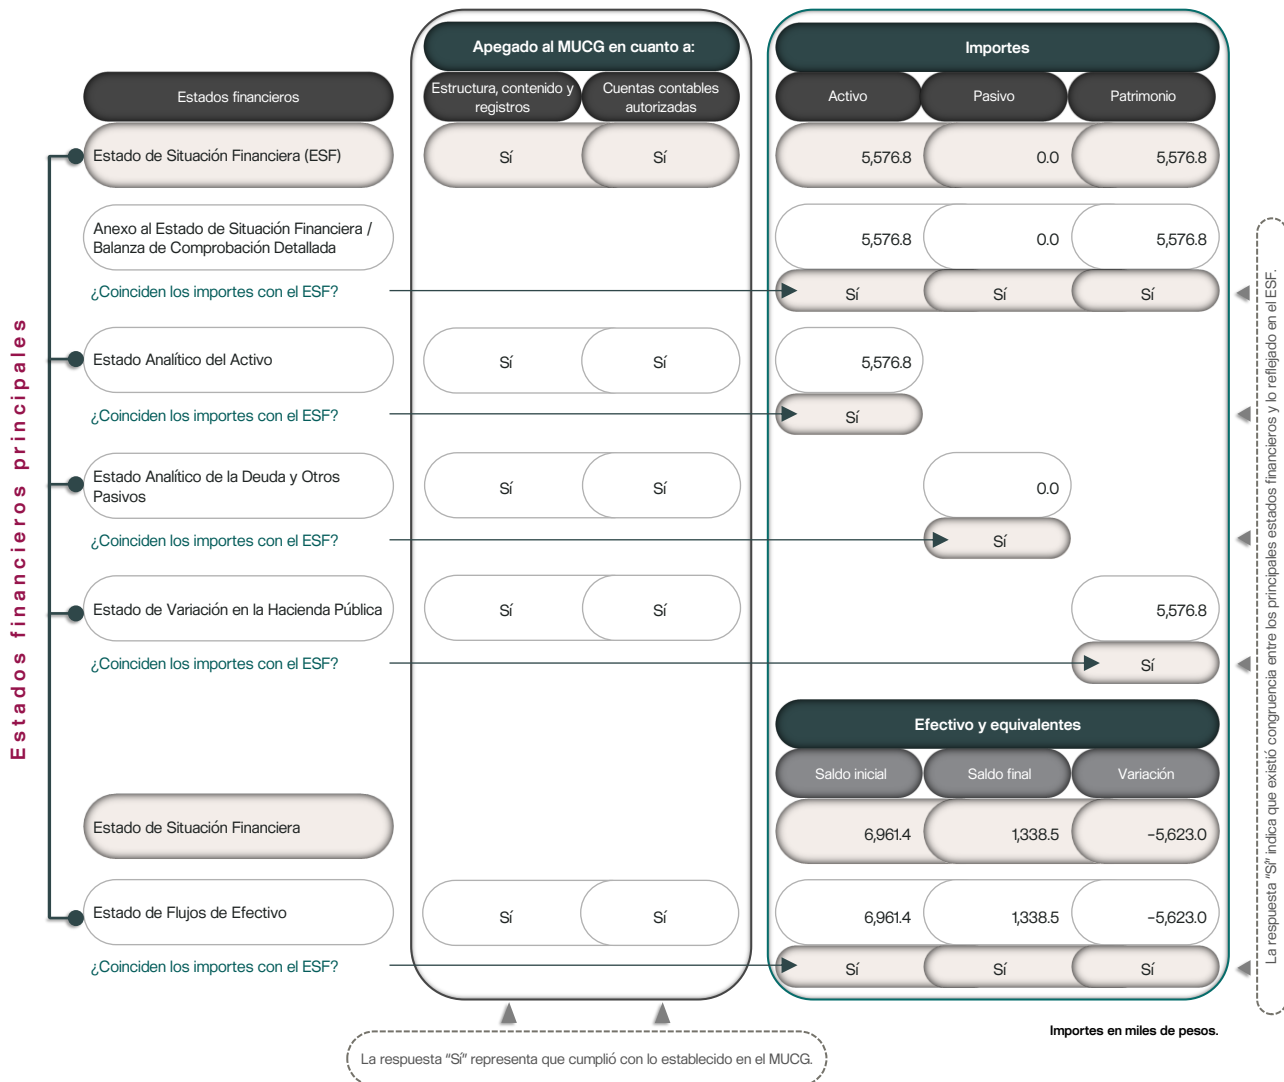 Apegado al MUCG en cuanto a:
Importes
Estados financieros
Estructura, contenido y
registros
Cuentas contables
autorizadas
Activo
Pasivo
Patrimonio
Estado de Situación Financiera (ESF)
Sí
Sí
5,576.8
0.0
5,576.8
Anexo al Estado de Situación Financiera /
Balanza de Comprobación Detallada
5,576.8
0.0
5,576.8
¿Coinciden los importes con el ESF?
Sí
Sí
Sí
Estado Analítico del Activo
Sí
Sí
5,576.8
¿Coinciden los importes con el ESF?
Sí
Estado Analítico de la Deuda y Otros
Pasivos
Sí
Sí
0.0
¿Coinciden los importes con el ESF?
Sí
Estado de Variación en la Hacienda Pública
Sí
Sí
5,576.8
¿Coinciden los importes con el ESF?
Sí
Efectivo y equivalentes
Saldo inicial
Saldo final
Variación
Estado de Situación Financiera
6,961.4
1,338.5
-5,623.0
Estado de Flujos de Efectivo
Sí
Sí
6,961.4
1,338.5
-5,623.0
¿Coinciden los importes con el ESF?
Sí
Sí
Sí
Estados financieros principales
La respuesta "Sí" indica que existió congruencia entre los principales estados financieros y lo reflejado en el ESF.
Importes en miles de pesos.
La respuesta "Sí" representa que cumplió con lo establecido en el MUCG.